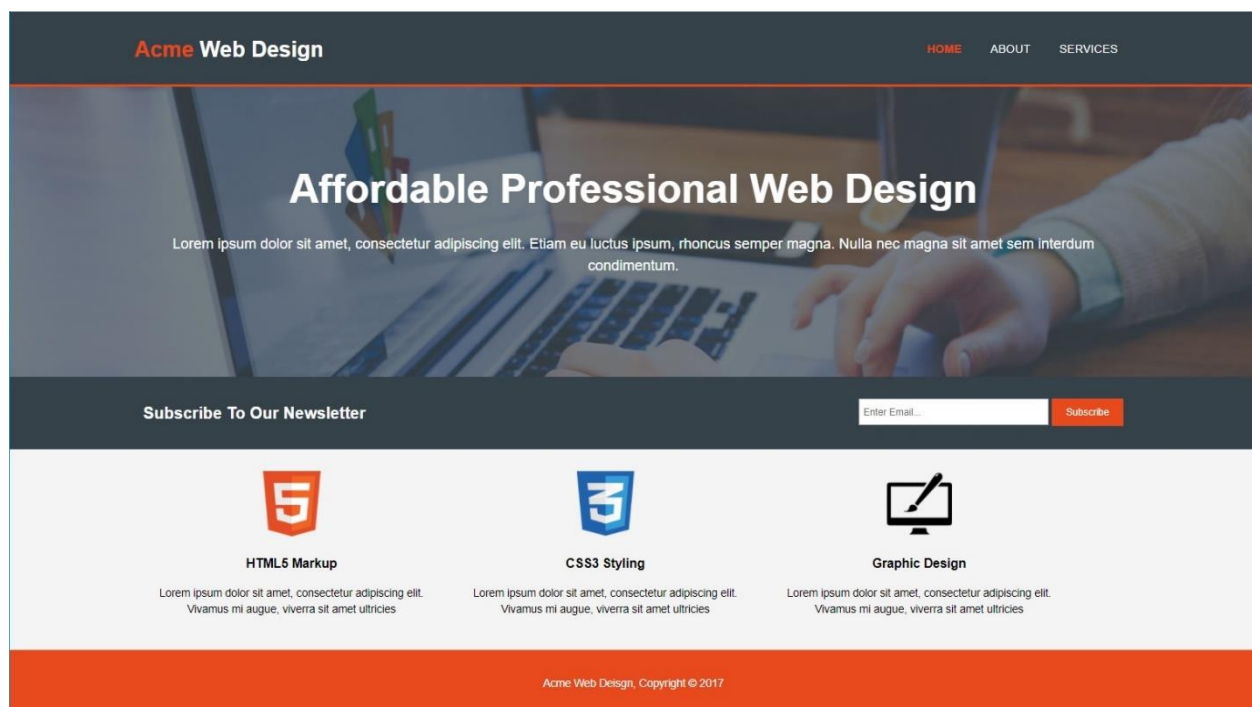 Acme Web Design
HOME ABOUT SERVICES
Affordable Professional Web Design
Lorem ipsum dolor sit amet, consectetur adipiscing elit. Etiam eu luctus ipsum, rhoncus semper magna. Nulla nec magna sit amet sem interdum
condimentum.
Subscribe To Our Newsletter
Enter Email...
Subscribe
5
3
HTML5 Markup
Lorem ipsum dolor sit amet, consectetur adipiscing elit.
Vivamus mi augue, viverra sit amet ultricies
CSS3 Styling
Lorem ipsum dolor sit amet, consectetur adipiscing elit.
Vivamus mi augue, viverra sit amet ultricies
Graphic Design
Lorem ipsum dolor sit amet, consectetur adipiscing elit.
Vivamus mi augue, viverra sit amet ultricies
Acme Web Deisgn, Copyright © 2017